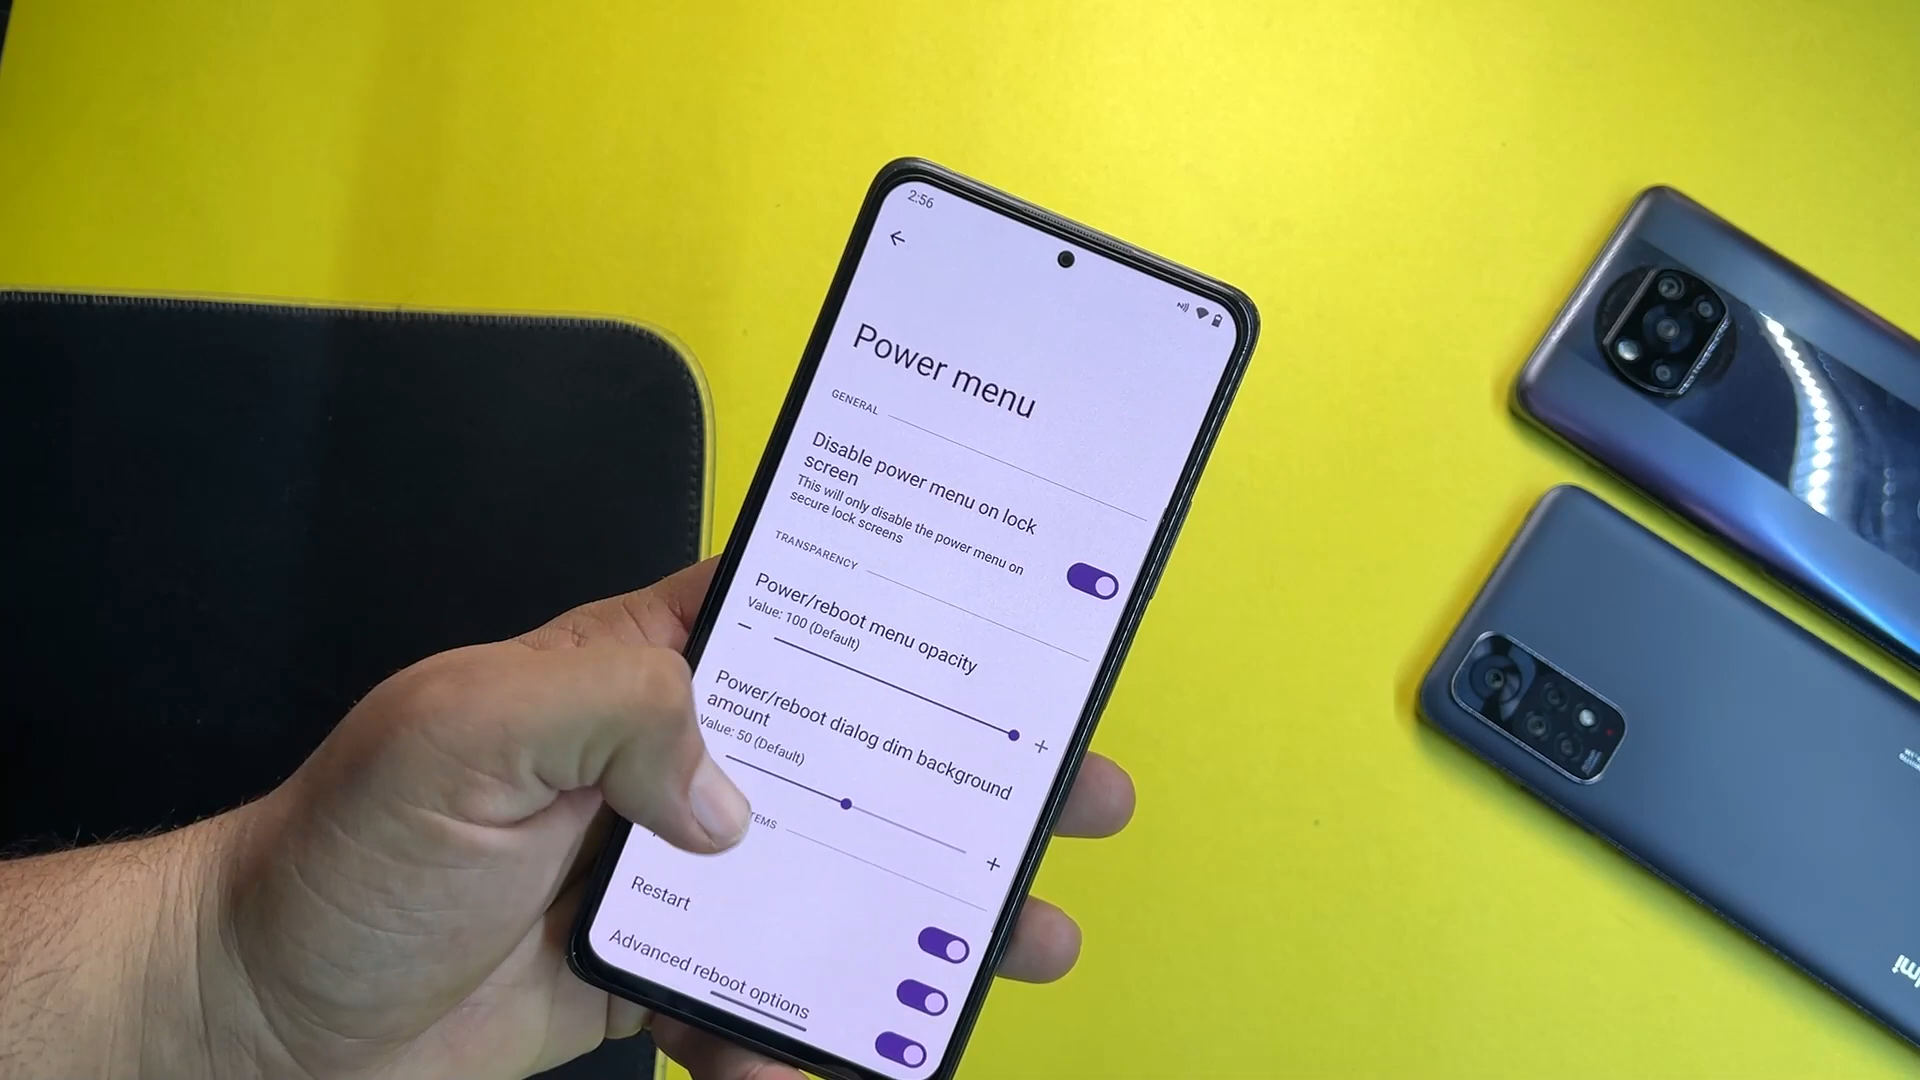 2:56
Power menu
GENERAL
Disable power menu on lock
screen
This will only disable the power menu on
secure lock screens
TRANSPARENCY
Power/reboot menu opacity
Value: 100 (Default)
Power/reboot dialog dim background
amount
Value: 50 (Default)
TEMS
Restart
Advanced reboot options